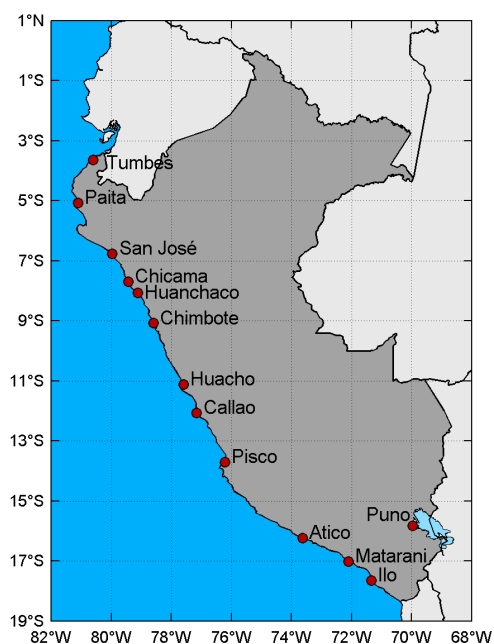 1°N
1°S
3°S
Tumbes
Paita
5°S
San José
7°S
Chicama
Huanchaco
Chimbote
9°S
Huacho
11°S
Callao
13°S
Pisco
15°S
Puno
Atico
Matarani
17°S
Ilo
19°S
82°W 80°W 78°W 76°W 74°W 72°W 70°W 68°W